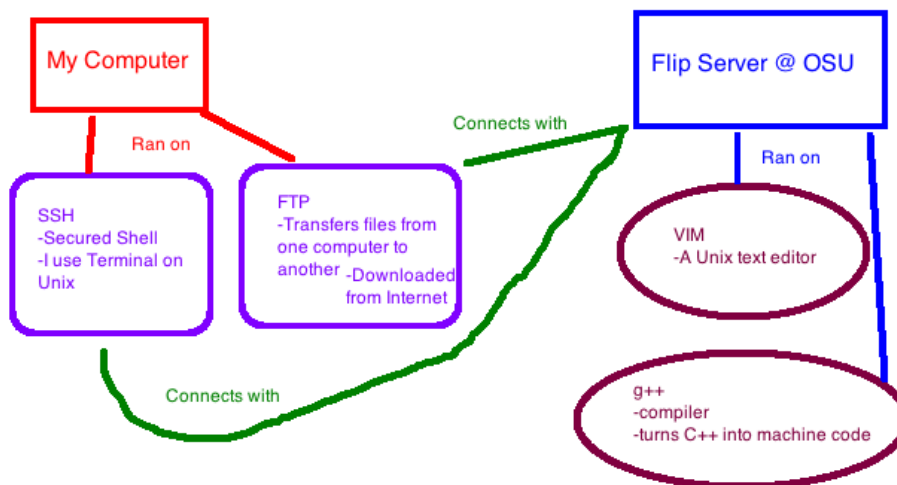 My Computer
Flip Server @ OSU
Connects with
Ran on
Ran on
SSH
-Secured Shell
-I use Terminal on
Unix
FTP
-Transfers files from
one computer to
another
-Downloaded
from Internet
VIM
-A Unix text editor
Connects with
g++
-compiler
-turns C++ into machine code